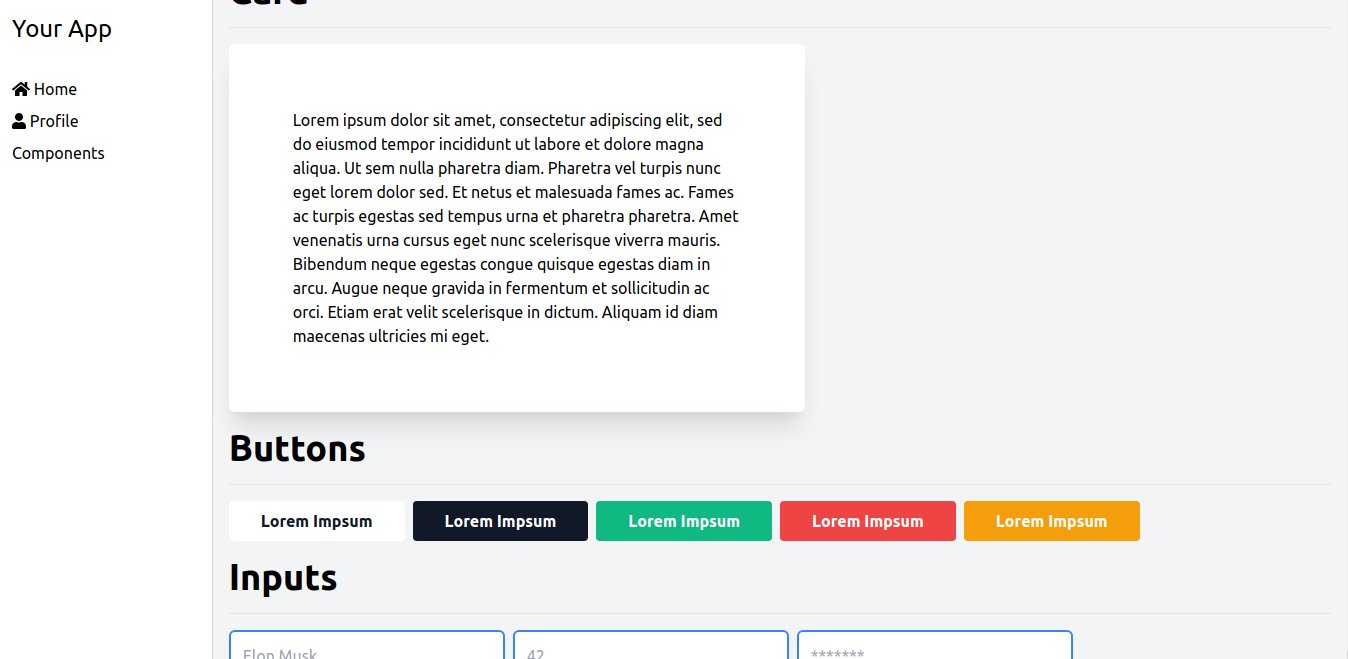 Your App
Home
Profile
Components
Lorem ipsum dolor sit amet, consectetur adipiscing elit, sed
do eiusmod tempor incididunt ut labore et dolore magna
aliqua. Ut sem nulla pharetra diam. Pharetra vel turpis nunc
eget lorem dolor sed. Et netus et malesuada fames ac. Fames
ac turpis egestas sed tempus urna et pharetra pharetra. Amet
venenatis urna cursus eget nunc scelerisque viverra mauris.
Bibendum neque egestas congue quisque egestas diam in
arcu. Augue neque gravida in fermentum et sollicitudin ac
orci. Etiam erat velit scelerisque in dictum. Aliquam id diam
maecenas ultricies mi eget.
Buttons
Lorem Impsum Lorem Impsum Lorem Impsum Lorem Impsum Lorem Impsum
Inputs
Elon Musk 42 *******